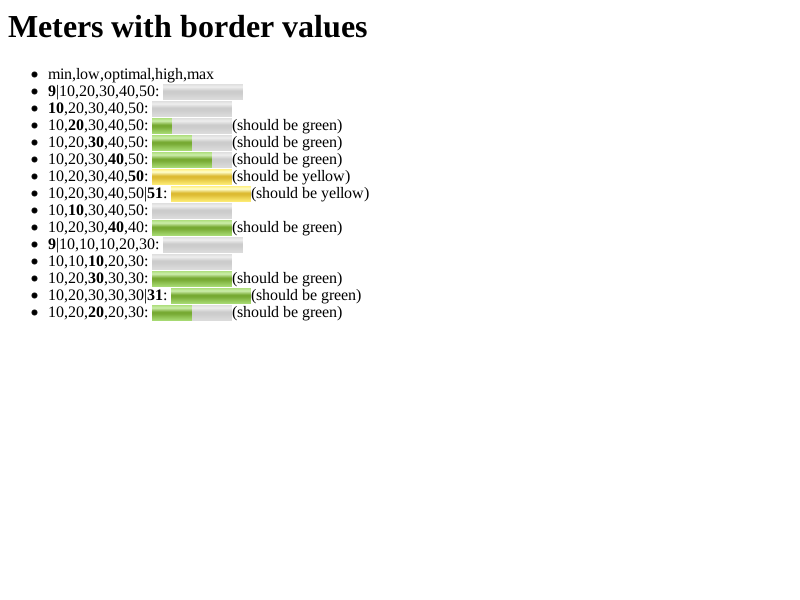 Meters with border values
min,low,optimal,high,max
9|10,20,30,40,50:
10,20,30,40,50:
10,20,30,40,50: (should be green)
10,20,30,40,50: (should be green)
10,20,30,40,50: (should be green)
10,20,30,40,50: (should be yellow)
10,20,30,40,50|51: (should be yellow)
10,10,30,40,50:
10,20,30,40,40: (should be green)
9|10,10,10,20,30:
10,10,10,20,30:
10,20,30,30,30: (should be green)
10,20,30,30,30|31: (should be green)
10,20,20,20,30: (should be green)